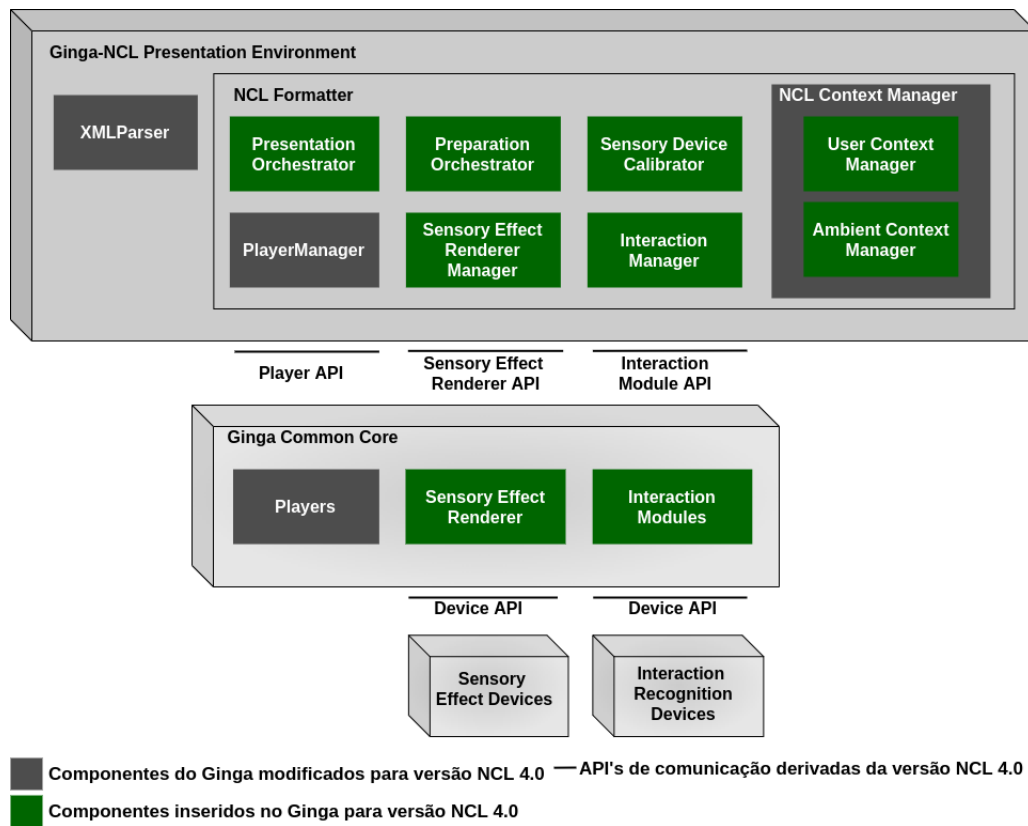 Ginga-NCL Presentation Environment
NCL Formatter
NCL Context Manager
XMLParser
Presentation
Orchestrator
Preparation
Orchestrator
Sensory Device
Calibrator
User Context
Manager
PlayerManager
Sensory Effect
Renderer
Manager
Interaction
Manager
Ambient Context
Manager
Player API
Sensory Effect
Renderer API
Interaction
Module API
Ginga Common Core
Players
Sensory Effect
Renderer
Interaction
Modules
Device API
Device API
Sensory
Effect Devices
Interaction
Recognition
Devices
Componentes do Ginga modificados para versão NCL 4.0
API's de comunicação derivadas da versão NCL 4.0
Componentes inseridos no Ginga para versão NCL 4.0